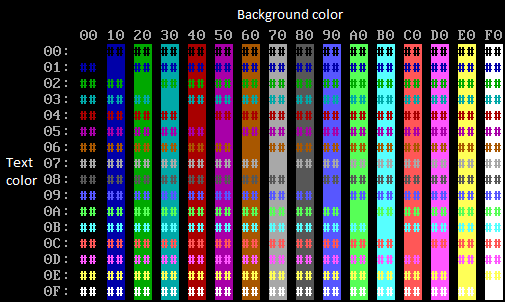 Background color
00 10 20 30 40 50 60 70 80 90 A0 B0 C0 D0 E0 F0
Text
color
00: ## ## ## ## ## ## ## ## ## ## ## ## ## ## ##
01: ## ## ## ## ## ## ## ## ## ## ## ## ## ## ##
02: ## ## ## ## ## ## ## ## ## ## ## ## ## ## ##
03: ## ## ## ## ## ## ## ## ## ## ## ## ## ## ##
04: ## ## ## ## ## ## ## ## ## ## ## ## ## ## ##
05: ## ## ## ## ## ## ## ## ## ## ## ## ## ## ##
06: ## ## ## ## ## ## ## ## ## ## ## ## ## ## ##
07: ## ## ## ## ## ## ## ## ## ## ## ## ## ## ##
08: ## ## ## ## ## ## ## ## ## ## ## ## ## ## ##
09: ## ## ## ## ## ## ## ## ## ## ## ## ## ## ##
0A: ## ## ## ## ## ## ## ## ## ## ## ## ## ## ##
0B: ## ## ## ## ## ## ## ## ## ## ## ## ## ## ##
0C: ## ## ## ## ## ## ## ## ## ## ## ## ## ## ##
0D: ## ## ## ## ## ## ## ## ## ## ## ## ## ## ##
0E: ## ## ## ## ## ## ## ## ## ## ## ## ## ## ##
0F: ## ## ## ## ## ## ## ## ## ## ## ## ## ## ##